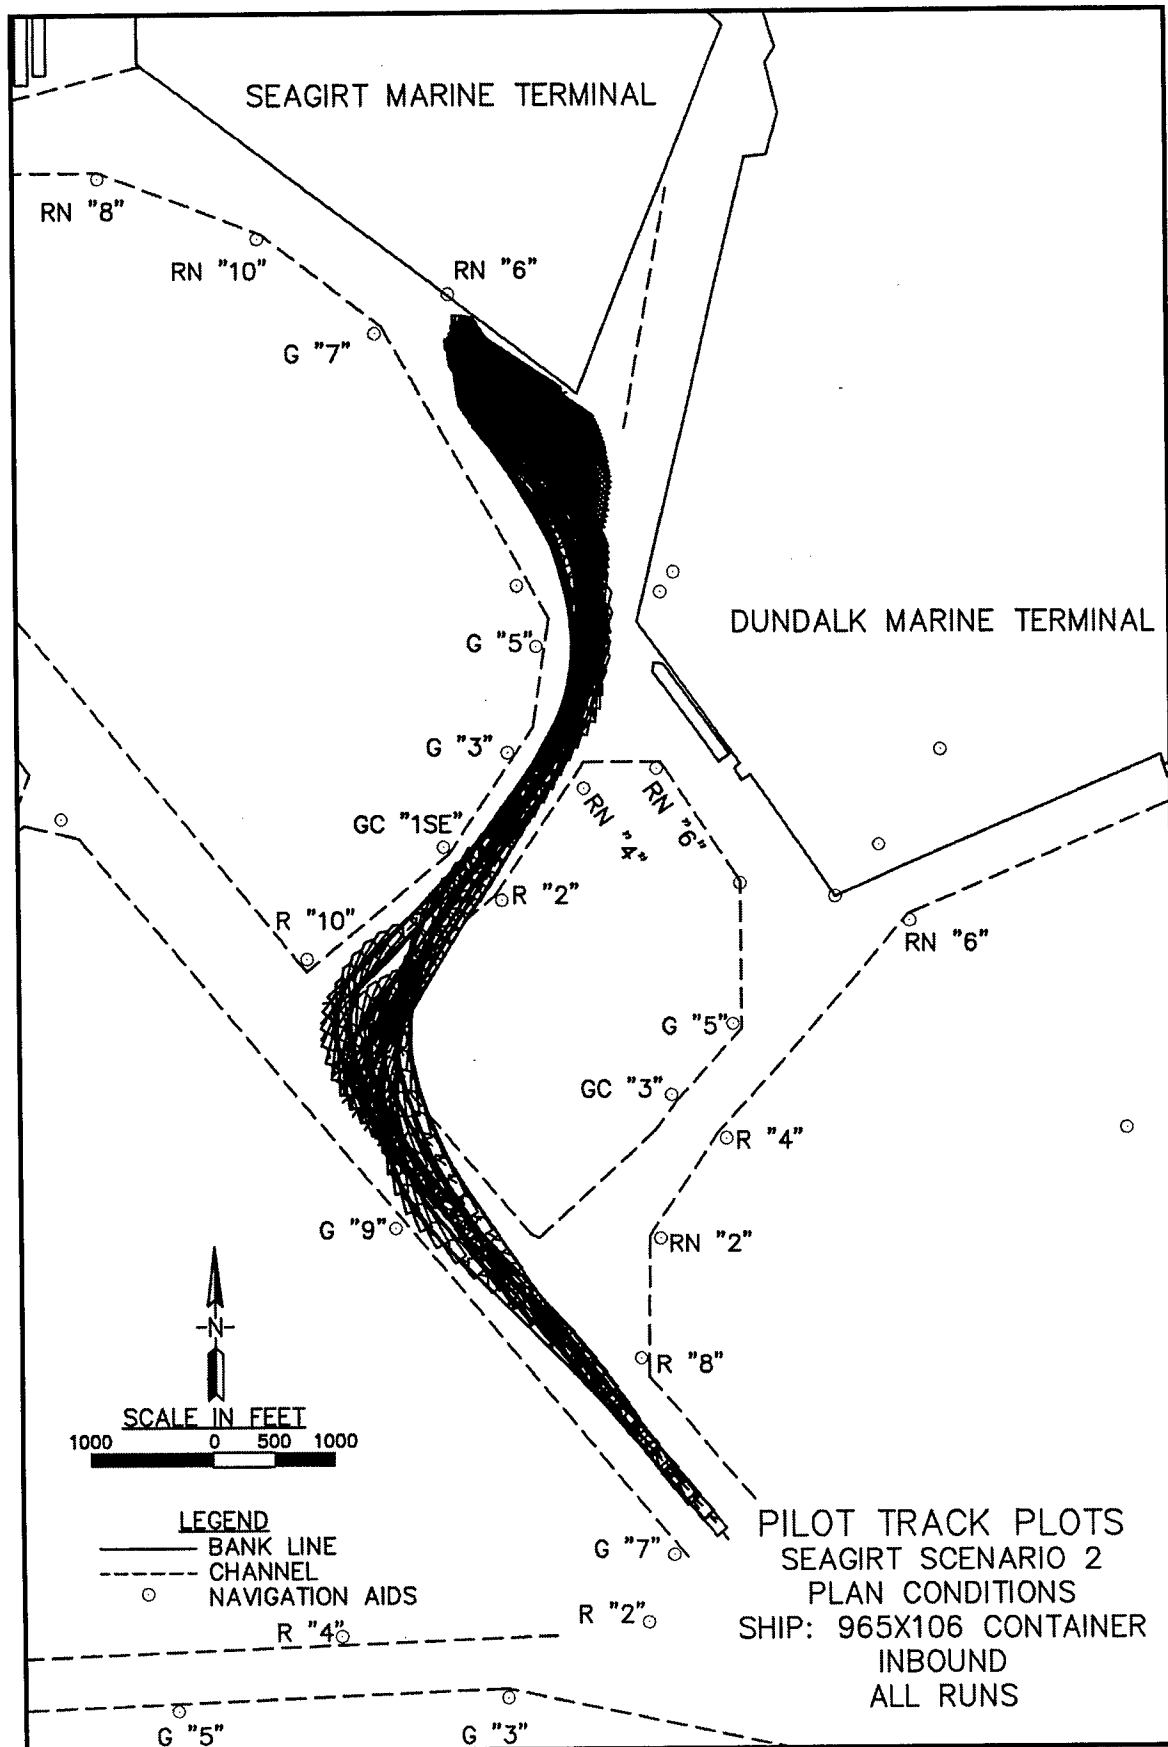 SEAGIRT MARINE TERMINAL
RN "8"
RN "10"
RN "6"
G "7"
DUNDALK MARINE TERMINAL
G "5"
G "3"
RN "4"
RN "6"
GC "1SE"
R "2"
R "10"
RN "6"
G "5"
GC "3"
R "4"
G "9"
RN "2"
R "8"
-N-
SCALE IN FEET
1000 0 500 1000
LEGEND
BANK LINE
CHANNEL
NAVIGATION AIDS
G "7"
R "2"
R "4"
G "5"
G "3"
PILOT TRACK PLOTS
SEAGIRT SCENARIO 2
PLAN CONDITIONS
SHIP: 965X106 CONTAINER
INBOUND
ALL RUNS